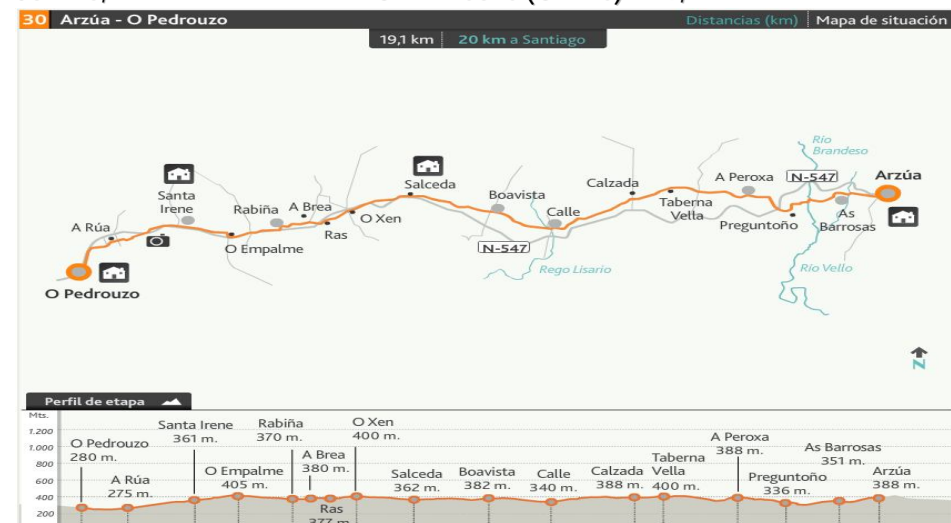 30 Arzúa - O Pedrouzo
Distancias (km) Mapa de situación
19,1 km 20 km a Santiago
Río Brandeso
Santa Irene
Salceda
Calzada
A Peroxa
N-547
Arzúa
Boavista
Rabiña
A Brea
O Xen
Calle
Taberna Vella
Preguntoño
As Barrosas
A Rúa
Ras
O Empalme
N-547
Rego Lisario
Río Vello
O Pedrouzo
N
Perfil de etapa
Mts.
1.200
1.000
800
600
400
200
O Pedrouzo 280 m.
A Rúa 275 m.
Santa Irene 361 m.
O Empalme 405 m.
Rabiña 370 m.
A Brea 380 m.
Ras 377 m.
O Xen 400 m.
Salceda 362 m.
Boavista 382 m.
Calle 340 m.
Calzada 388 m.
Taberna Vella 400 m.
A Peroxa 388 m.
Preguntoño 336 m.
As Barrosas 351 m.
Arzúa 388 m.